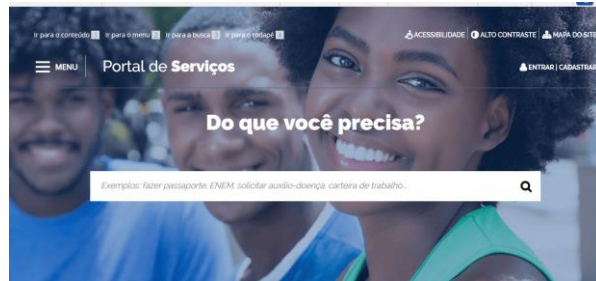 Ir para o conteúdo 1 Ir para o menu 2 Ir para a busca 3 Ir para o rodapé 4 ACESSIBILIDADE ALTO CONTRASTE MAPA DO SITE
MENU Portal de Serviços ENTRAR | CADASTRAR
Do que você precisa?
Exemplos: fazer passaporte, ENEM, solicitar auxílio-doença, carteira de trabalho...